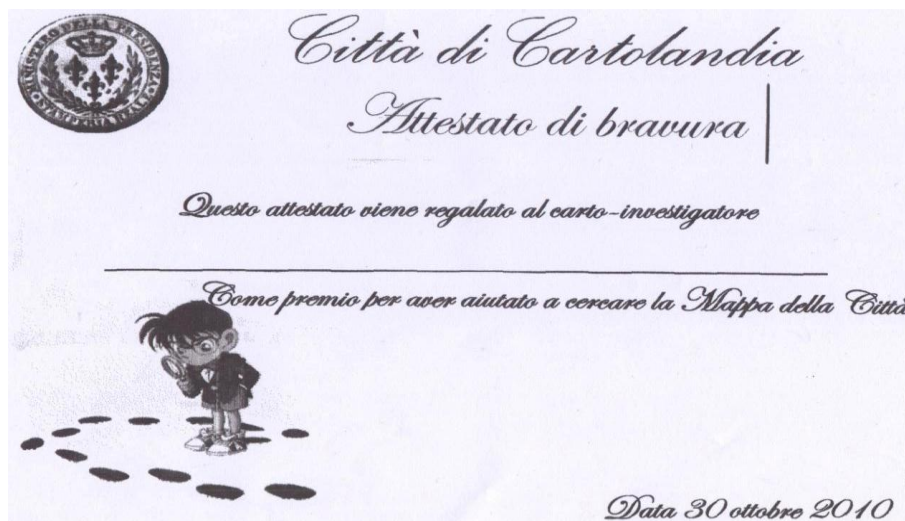 Città di Cartolandia
Attestato di bravura
Questo attestato viene regalato al carto-investigatore
Come premio per aver aiutato a cercare la Mappa della Città
Data 30 ottobre 2010